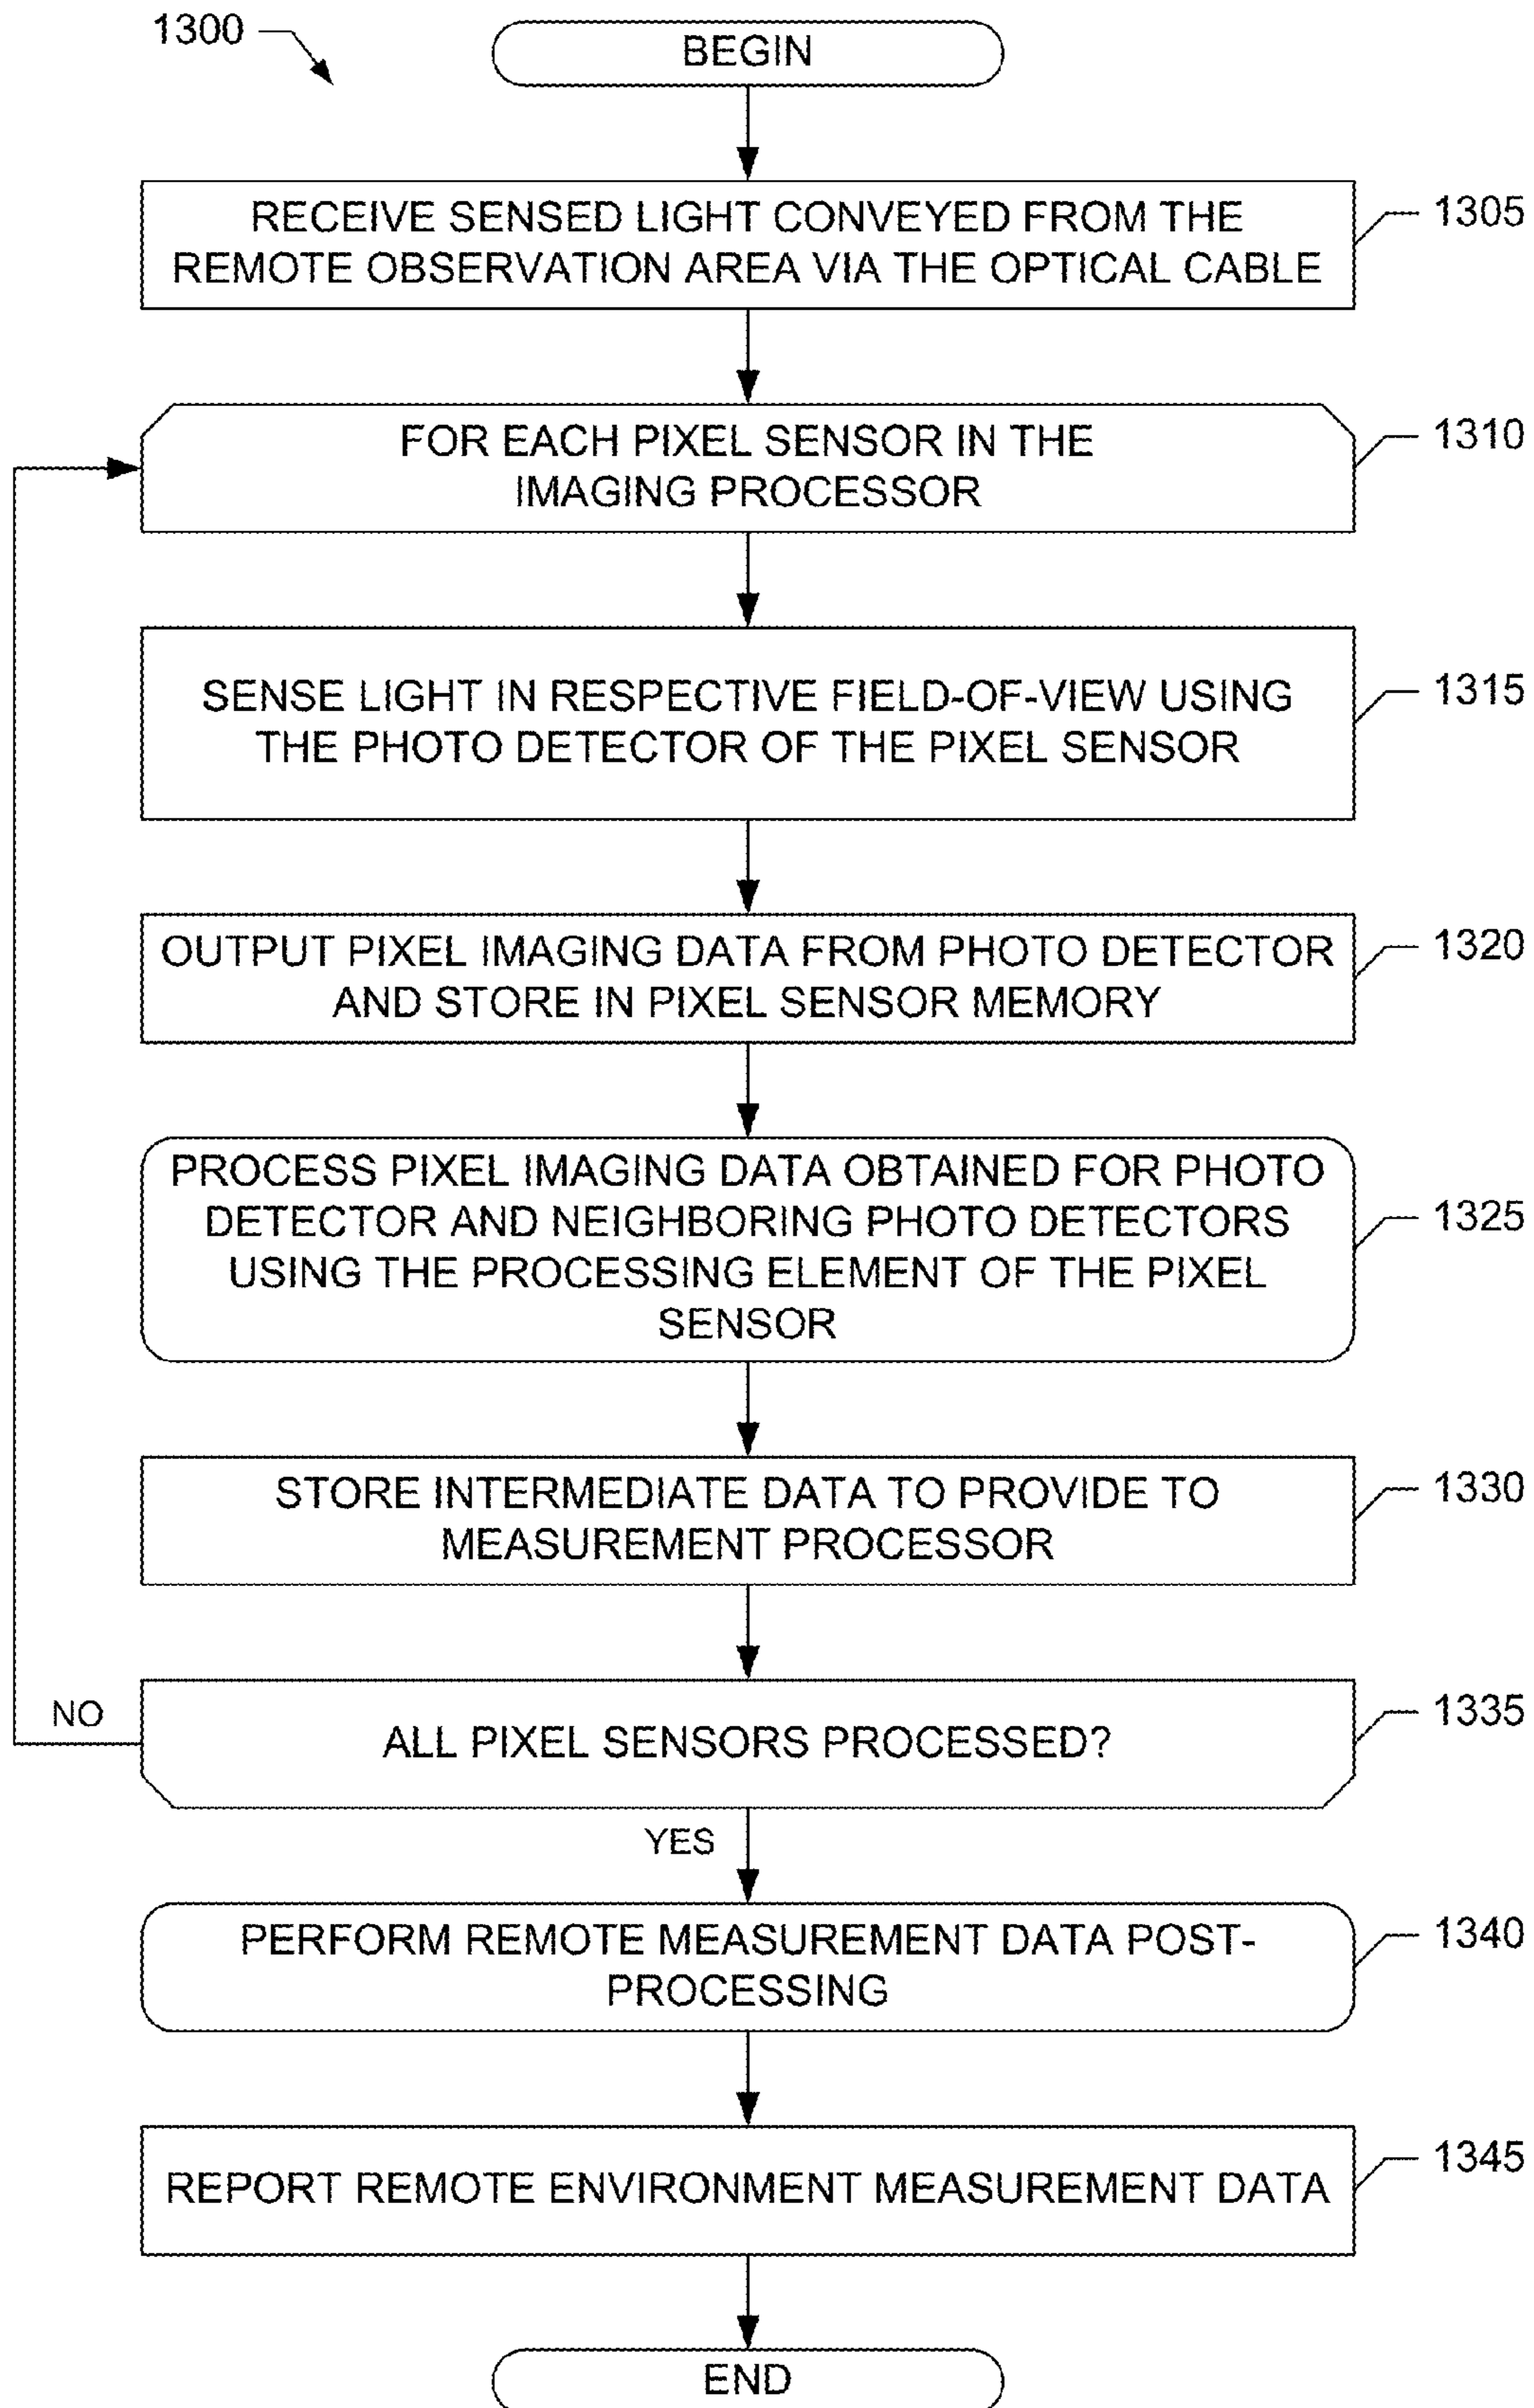 1300
BEGIN
RECEIVE SENSED LIGHT CONVEYED FROM THE
REMOTE OBSERVATION AREA VIA THE OPTICAL CABLE
1305
FOR EACH PIXEL SENSOR IN THE
IMAGING PROCESSOR
1310
SENSE LIGHT IN RESPECTIVE FIELD-OF-VIEW USING
THE PHOTO DETECTOR OF THE PIXEL SENSOR
1315
OUTPUT PIXEL IMAGING DATA FROM PHOTO DETECTOR
AND STORE IN PIXEL SENSOR MEMORY
1320
PROCESS PIXEL IMAGING DATA OBTAINED FOR PHOTO
DETECTOR AND NEIGHBORING PHOTO DETECTORS
USING THE PROCESSING ELEMENT OF THE PIXEL
SENSOR
1325
STORE INTERMEDIATE DATA TO PROVIDE TO
MEASUREMENT PROCESSOR
1330
NO
ALL PIXEL SENSORS PROCESSED?
1335
YES
PERFORM REMOTE MEASUREMENT DATA POST-
PROCESSING
1340
REPORT REMOTE ENVIRONMENT MEASUREMENT DATA
1345
END